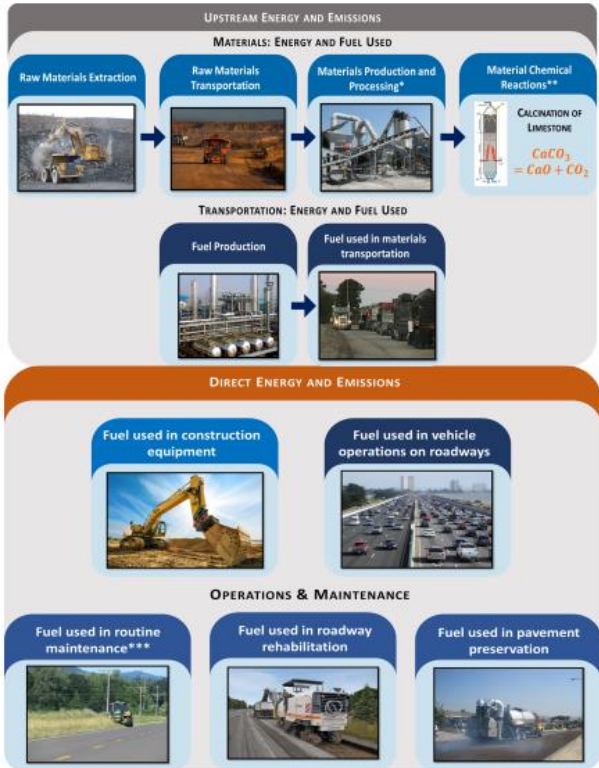 UPSTREAM ENERGY AND EMISSIONS
MATERIALS: ENERGY AND FUEL USED
Raw Materials Extraction
Raw Materials
Transportation
Materials Production and
Processing*
Material Chemical
Reactions**
CALCINATION OF
LIMESTONE
CaCO₃
= CaO + CO₂
TRANSPORTATION: ENERGY AND FUEL USED
Fuel Production
Fuel used in materials
transportation
DIRECT ENERGY AND EMISSIONS
Fuel used in construction
equipment
Fuel used in vehicle
operations on roadways
OPERATIONS & MAINTENANCE
Fuel used in routine
maintenance***
Fuel used in roadway
rehabilitation
Fuel used in pavement
preservation